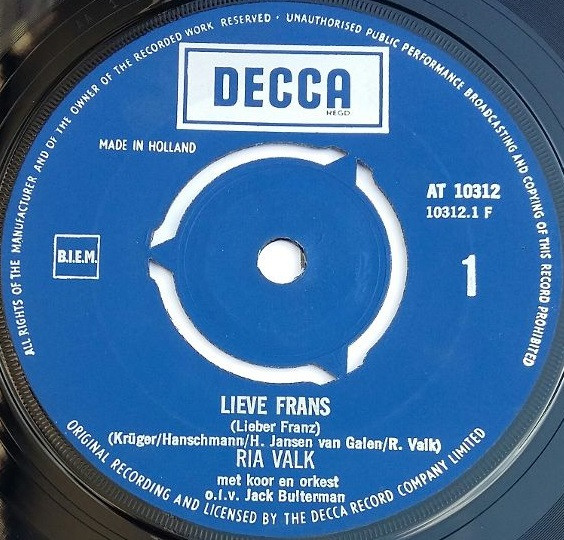 ALL RIGHTS OF THE MANUFACTURER AND OF THE OWNER OF THE RECORDED WORK RESERVED · UNAUTHORISED PUBLIC PERFORMANCE BROADCASTING AND COPYING OF THIS RECORD PROHIBITED
DECCA
REGD
MADE IN HOLLAND
AT 10312
10312.1 F
B.I.E.M.
1
LIEVE FRANS
(Lieber Franz)
(Krüger/Hanschmann/H. Jansen van Galen/R. Valk)
RIA VALK
met koor en orkest
o.l.v. Jack Bulterman
ORIGINAL RECORDING AND LICENSED BY THE DECCA RECORD COMPANY LIMITED